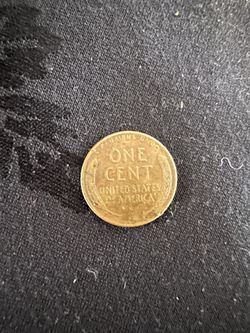 ONE
CENT
UNITED STATES
OF AMERICA